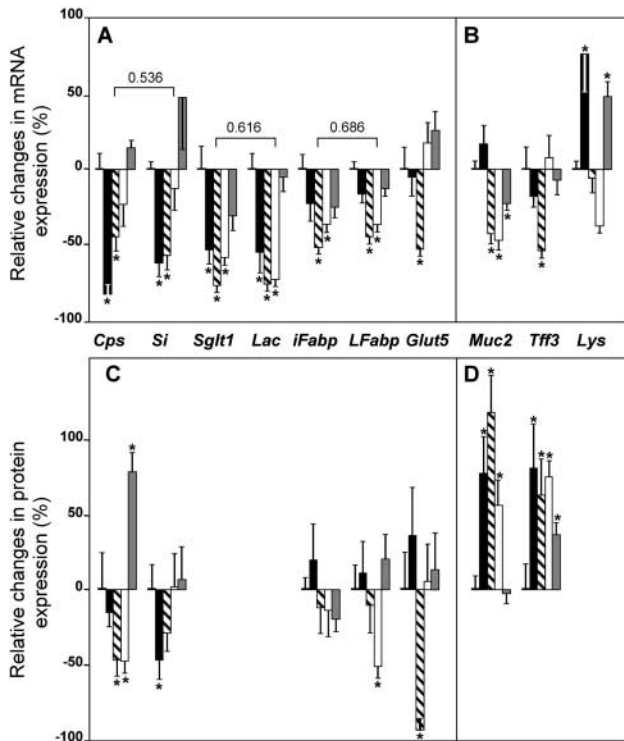 A
B
100
50
0
-50
-100
Relative changes in mRNA
expression (%)
0.536
0.616
0.686
* * * * * * * * * * * * * * * * * * * * *
Cps Si Sglt1 Lac iFabp LFabp Glut5 Muc2 Tff3 Lys
C
D
100
50
0
-50
-100
Relative changes in protein
expression (%)
* * * * * * * * * * * * *